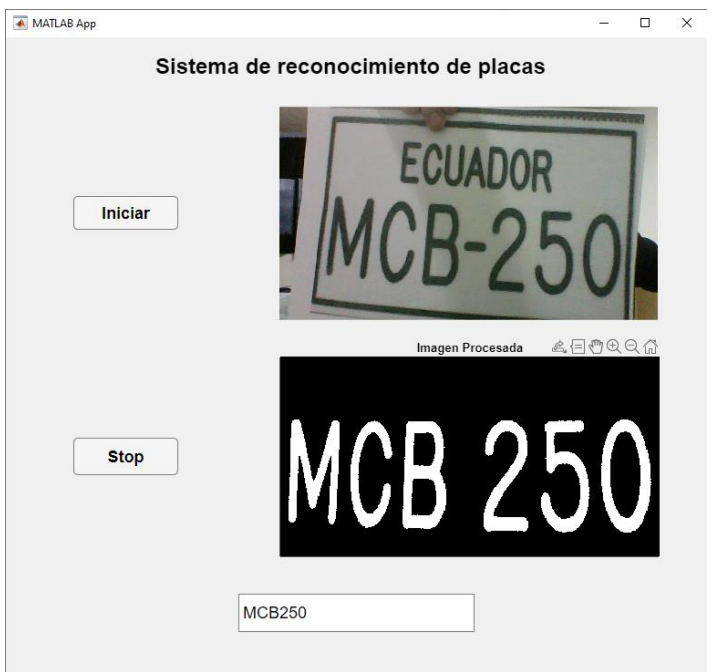 MATLAB App
Sistema de reconocimiento de placas
ECUADOR
Iniciar
MCB-250
Imagen Procesada
MCB 250
Stop
MCB250